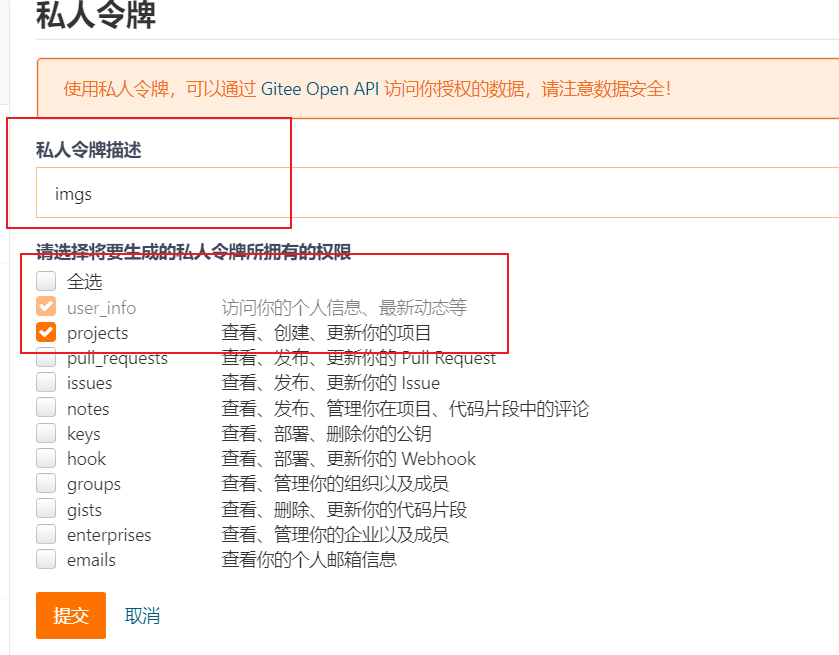 私人令牌
使用私人令牌，可以通过 Gitee Open API 访问你授权的数据，请注意数据安全！
私人令牌描述
imgs
请选择将要生成的私人令牌所拥有的权限
全选
user_info 访问你的个人信息、最新动态等
projects 查看、创建、更新你的项目
pull_requests 查看、发布、更新你的 Pull Request
issues 查看、发布、更新你的 Issue
notes 查看、发布、管理你在项目、代码片段中的评论
keys 查看、部署、删除你的公钥
hook 查看、部署、更新你的 Webhook
groups 查看、管理你的组织以及成员
gists 查看、删除、更新你的代码片段
enterprises 查看、管理你的企业以及成员
emails 查看你的个人邮箱信息
提交 取消